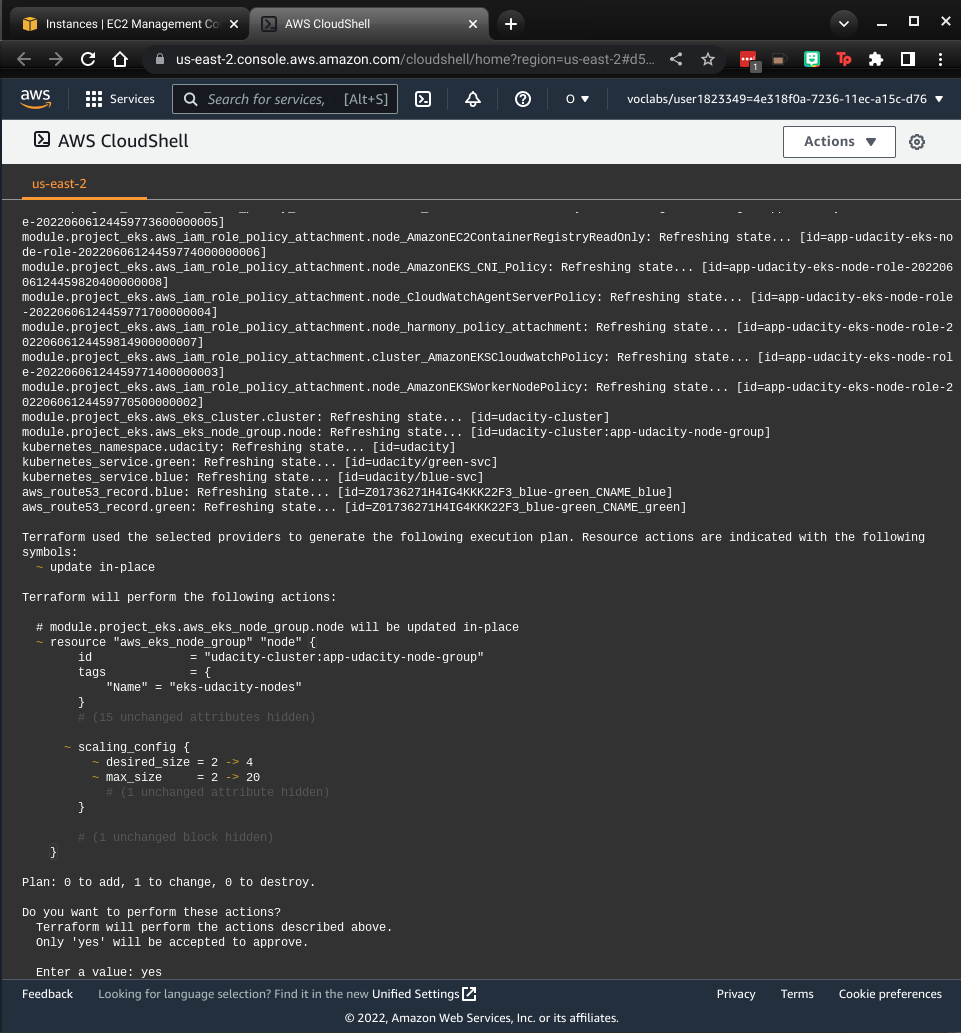 Instances | EC2 Management Co
AWS CloudShell
us-east-2.console.aws.amazon.com/cloudshell/home?region=us-east-2#d5...
1
Tp
aws
Services
Search for services,
[Alt+S]
O
voclabs/user1823349=4e318f0a-7236-11ec-a15c-d76
AWS CloudShell
Actions
us-east-2
e-20220606124459773600000005]
module.project_eks.aws_iam_role_policy_attachment.node_AmazonEC2ContainerRegistryReadOnly: Refreshing state... [id=app-udacity-eks-no
de-role-20220606124459774000000006]
module.project_eks.aws_iam_role_policy_attachment.node_AmazonEKS_CNI_Policy: Refreshing state... [id=app-udacity-eks-node-role-202206
06124459820400000008]
module.project_eks.aws_iam_role_policy_attachment.node_CloudWatchAgentServerPolicy: Refreshing state... [id=app-udacity-eks-node-role
-20220606124459771700000004]
module.project_eks.aws_iam_role_policy_attachment.node_harmony_policy_attachment: Refreshing state... [id=app-udacity-eks-node-role-2
0220606124459814900000007]
module.project_eks.aws_iam_role_policy_attachment.cluster_AmazonEKSCloudwatchPolicy: Refreshing state... [id=app-udacity-eks-node-rol
e-20220606124459771400000003]
module.project_eks.aws_iam_role_policy_attachment.node_AmazonEKSWorkerNodePolicy: Refreshing state... [id=app-udacity-eks-node-role-2
0220606124459770500000002]
module.project_eks.aws_eks_cluster.cluster: Refreshing state... [id=udacity-cluster]
module.project_eks.aws_eks_node_group.node: Refreshing state... [id=udacity-cluster:app-udacity-node-group]
kubernetes_namespace.udacity: Refreshing state... [id=udacity]
kubernetes_service.green: Refreshing state... [id=udacity/green-svc]
kubernetes_service.blue: Refreshing state... [id=udacity/blue-svc]
aws_route53_record.blue: Refreshing state... [id=Z01736271H4IG4KKK22F3_blue-green_CNAME_blue]
aws_route53_record.green: Refreshing state... [id=Z01736271H4IG4KKK22F3_blue-green_CNAME_green]
Terraform used the selected providers to generate the following execution plan. Resource actions are indicated with the following
symbols:
~ update in-place
Terraform will perform the following actions:
# module.project_eks.aws_eks_node_group.node will be updated in-place
~ resource "aws_eks_node_group" "node" {
id = "udacity-cluster:app-udacity-node-group"
tags = {
"Name" = "eks-udacity-nodes"
}
# (15 unchanged attributes hidden)
~ scaling_config {
~ desired_size = 2 -> 4
~ max_size = 2 -> 20
# (1 unchanged attribute hidden)
}
# (1 unchanged block hidden)
}
Plan: 0 to add, 1 to change, 0 to destroy.
Do you want to perform these actions?
Terraform will perform the actions described above.
Only 'yes' will be accepted to approve.
Enter a value: yes
Feedback
Looking for language selection? Find it in the new Unified Settings
Privacy
Terms
Cookie preferences
© 2022, Amazon Web Services, Inc. or its affiliates.